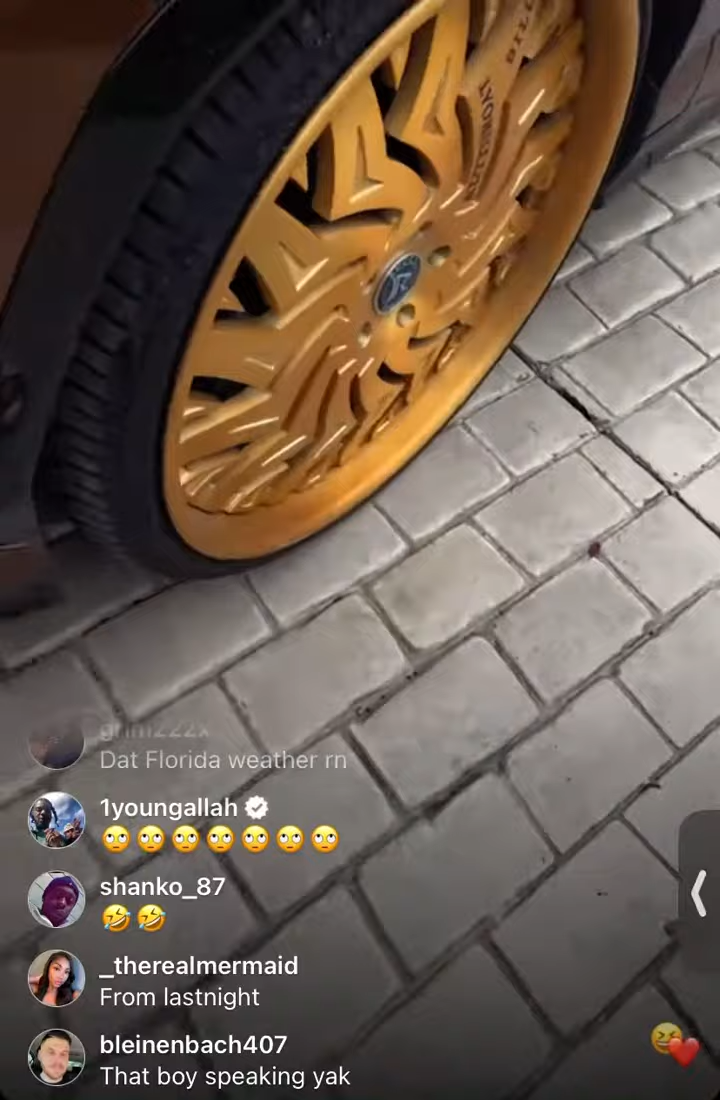 Dat Florida weather rn
1youngallah
🙄🙄🙄🙄🙄🙄🙄
shanko_87
🤣🤣
_therealmermaid
From lastnight
bleinenbach407
That boy speaking yak